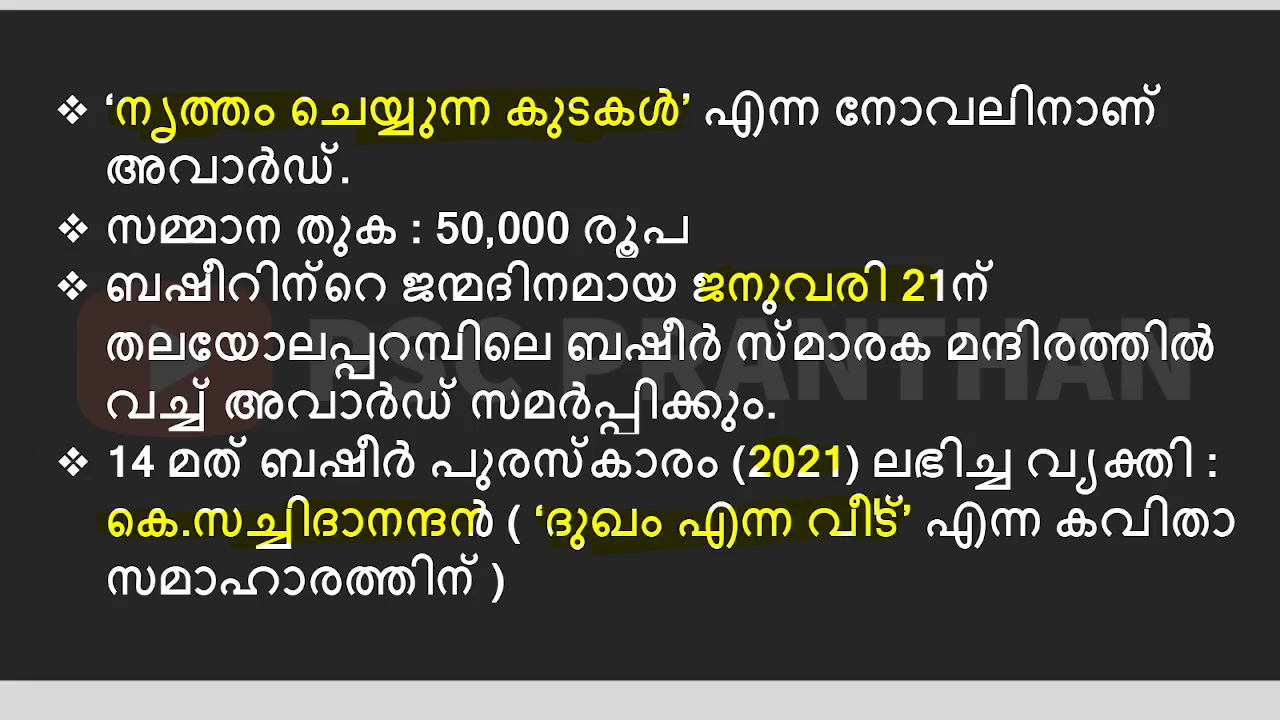 ❖ ‘നൃത്തം ചെയ്യുന്ന കുടകൾ’ എന്ന നോവലിനാണ്
അവാർഡ്.
❖ സമ്മാന തുക : 50,000 രൂപ
❖ ബഷീറിന്റെ ജന്മദിനമായ ജനുവരി 21ന്
തലയോലപ്പറമ്പിലെ ബഷീർ സ്മാരക മന്ദിരത്തിൽ
വച്ച് അവാർഡ് സമർപ്പിക്കും.
❖ 14 മത് ബഷീർ പുരസ്കാരം (2021) ലഭിച്ച വ്യക്തി :
കെ.സച്ചിദാനന്ദൻ ( ‘ദുഖം എന്ന വീട്’ എന്ന കവിതാ
സമാഹാരത്തിന് )
PSC PRANTHAN